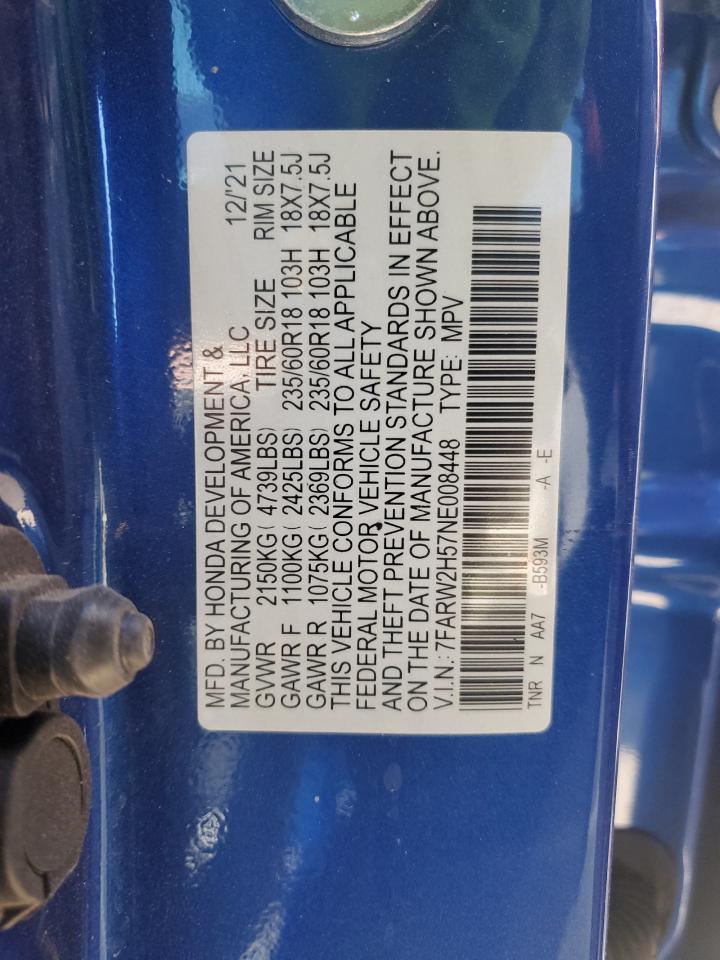 MFD. BY HONDA DEVELOPMENT &
MANUFACTURING OF AMERICA, LLC 12/'21
GVWR 2150KG( 4739LBS) TIRE SIZE RIM SIZE
GAWR F 1100KG( 2425LBS) 235/60R18 103H 18X7.5J
GAWR R 1075KG( 2369LBS) 235/60R18 103H 18X7.5J
THIS VEHICLE CONFORMS TO ALL APPLICABLE
FEDERAL MOTOR VEHICLE SAFETY
AND THEFT PREVENTION STANDARDS IN EFFECT
ON THE DATE OF MANUFACTURE SHOWN ABOVE.
V.I.N.: 7FARW2H57NE008448 TYPE: MPV
TNR N AA7 -B593M -A -E